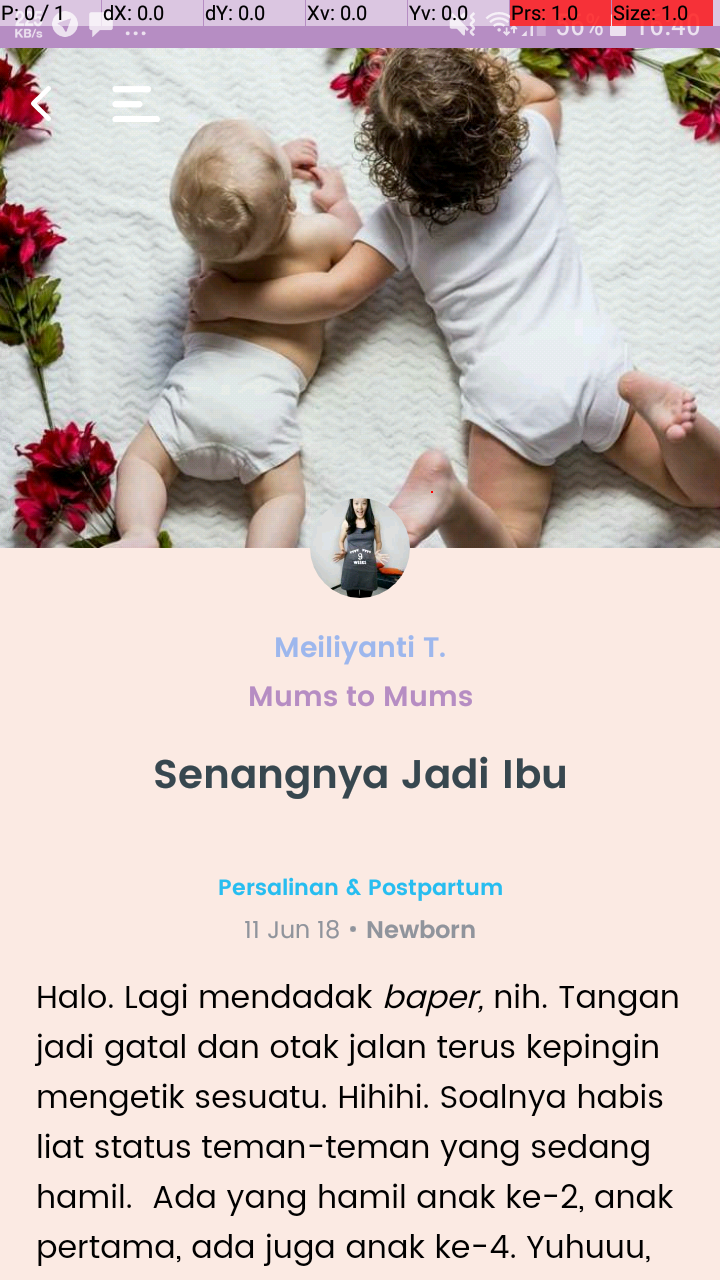 P: 0 / 1 dX: 0.0 dY: 0.0 Xv: 0.0 Yv: 0.0 Prs: 1.0 Size: 1.0
KB/s 50% 16:40
Meiliyanti T.
Mums to Mums
Senangnya Jadi Ibu
Persalinan & Postpartum
11 Jun 18 • Newborn
Halo. Lagi mendadak baper, nih. Tangan
jadi gatal dan otak jalan terus kepingin
mengetik sesuatu. Hihihi. Soalnya habis
liat status teman-teman yang sedang
hamil. Ada yang hamil anak ke-2, anak
pertama, ada juga anak ke-4. Yuhuuu,